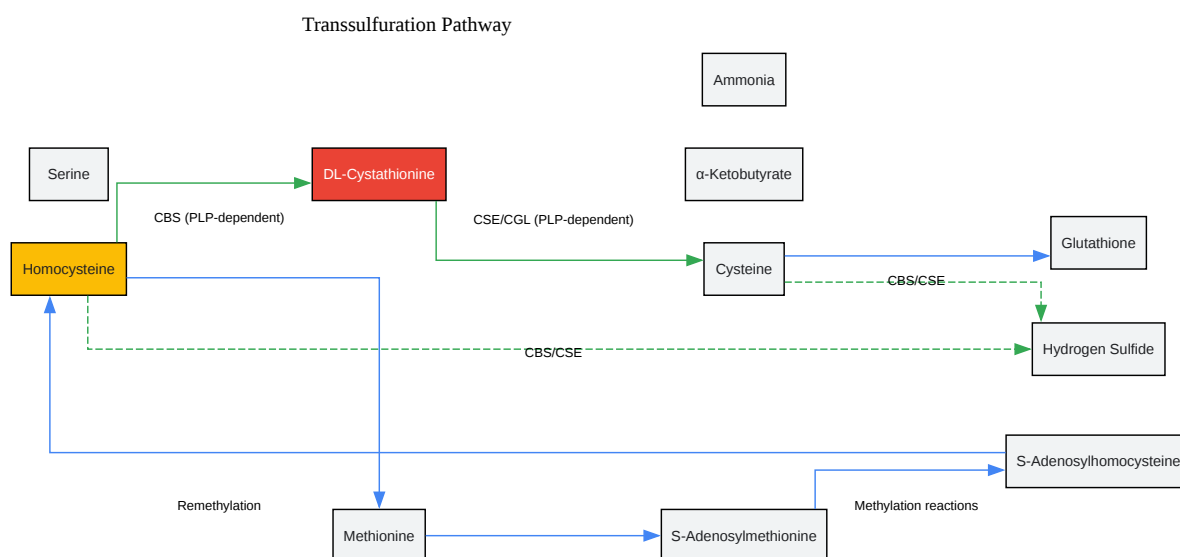 Transsulfuration Pathway
Ammonia
Serine
DL-Cystathionine
α-Ketobutyrate
CBS (PLP-dependent)
CSE/CGL (PLP-dependent)
Glutathione
Homocysteine
Cysteine
CBS/CSE
CBS/CSE
Hydrogen Sulfide
S-Adenosylhomocysteine
Remethylation
Methylation reactions
Methionine
S-Adenosylmethionine